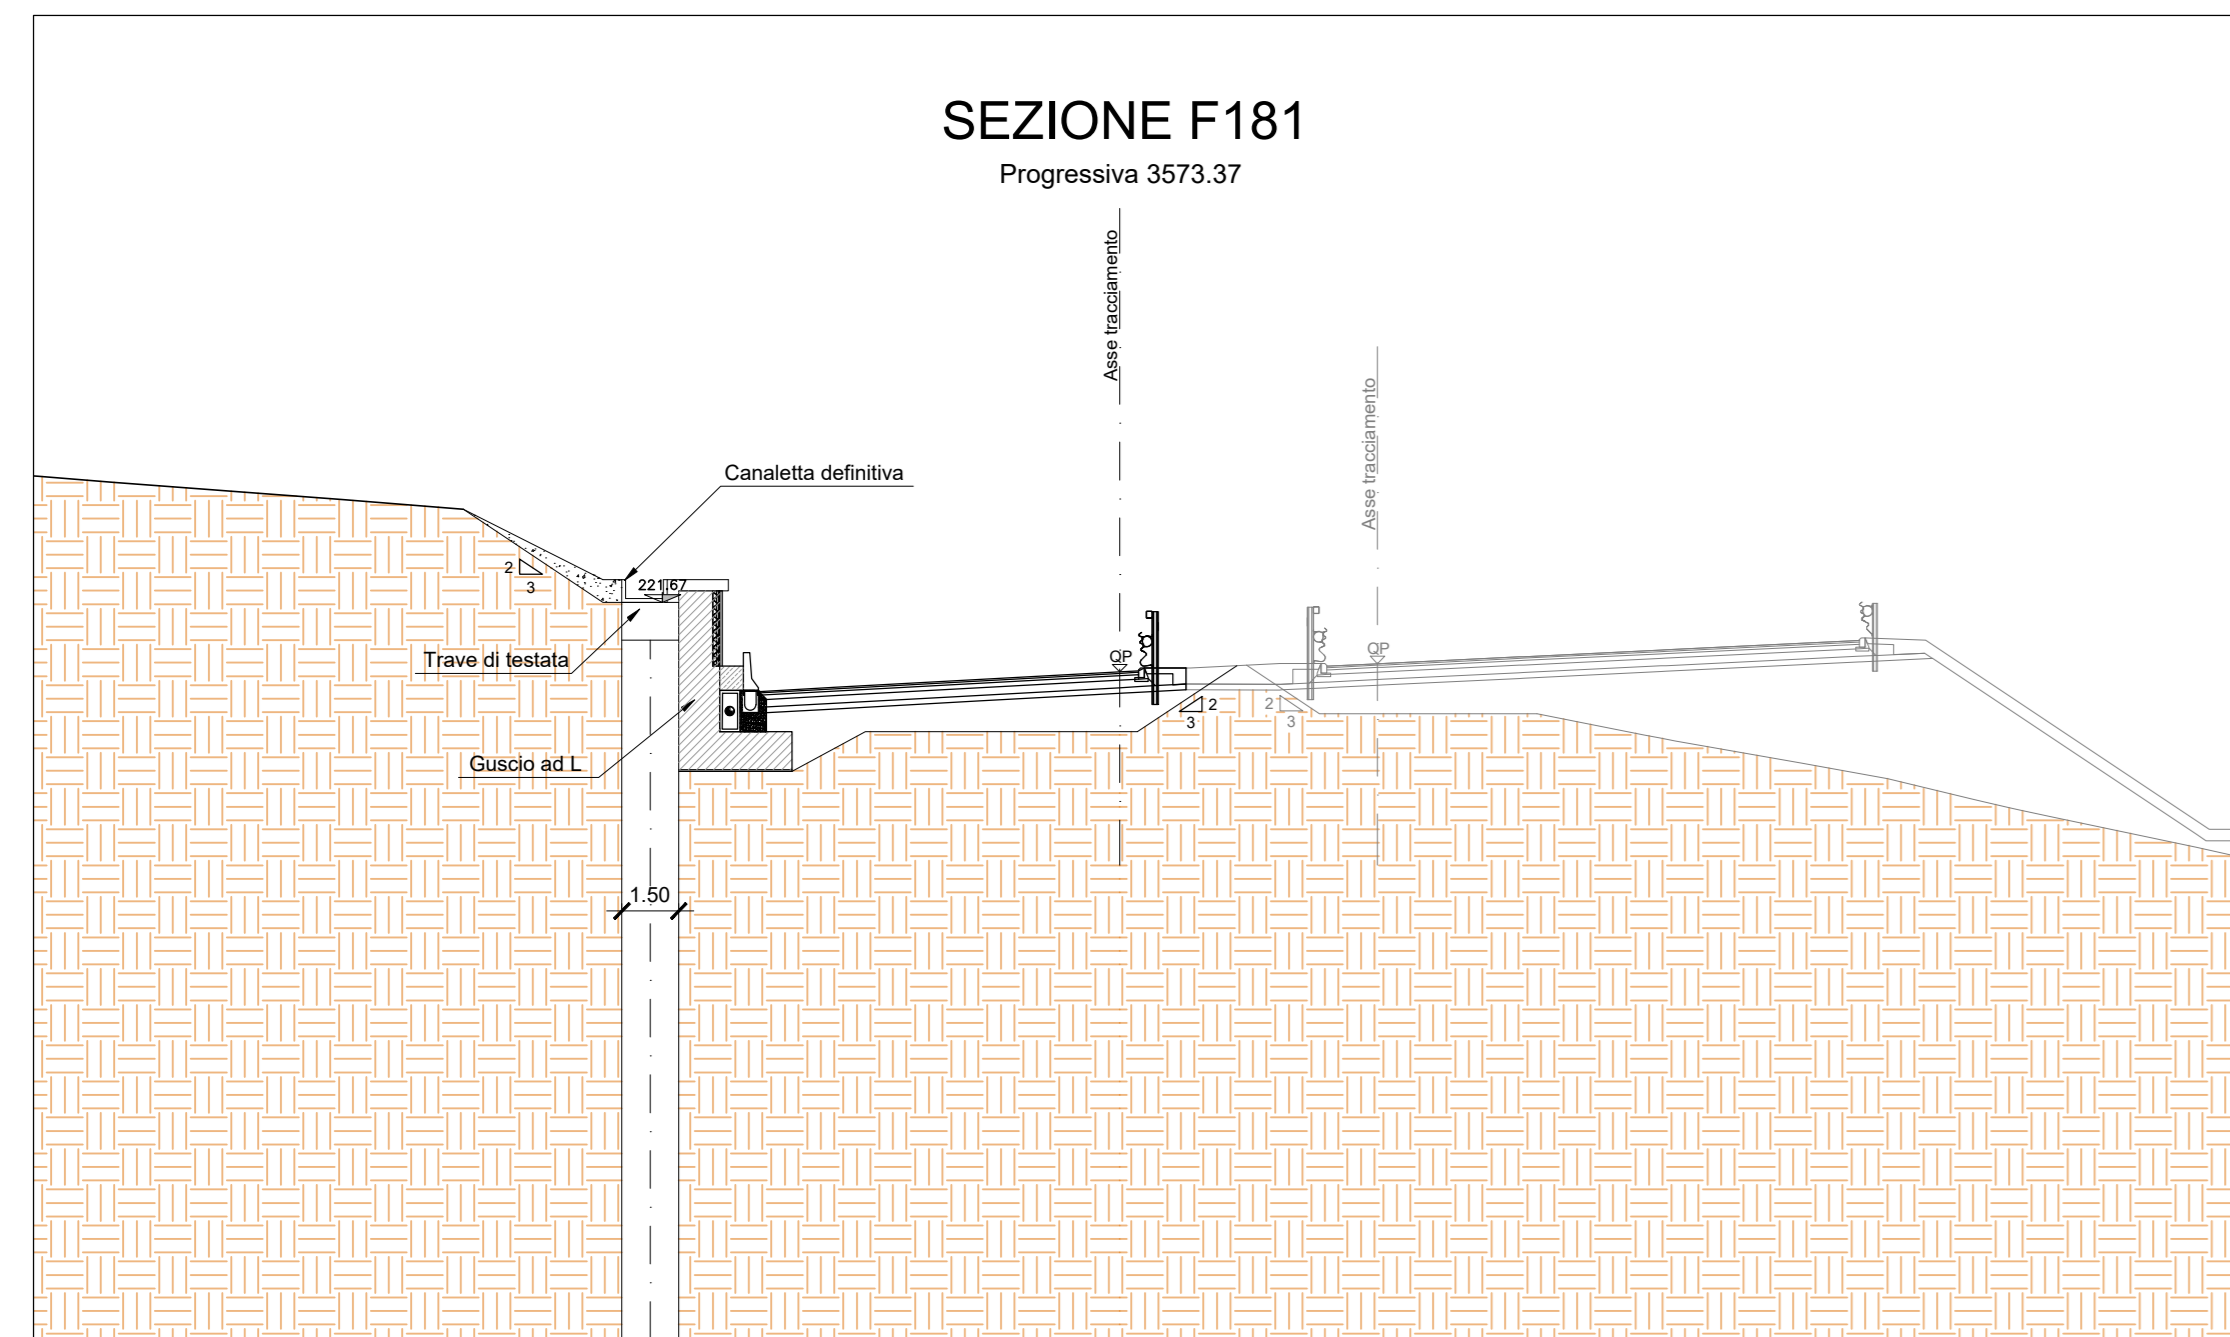 SEZIONE F181
Progressiva 3573.37
Asse tracciamento
Asse tracciamento
Canaletta definitiva
2
3
221.67
Trave di testata
QP
QP
2
3
2
3
Guscio ad L
1.50